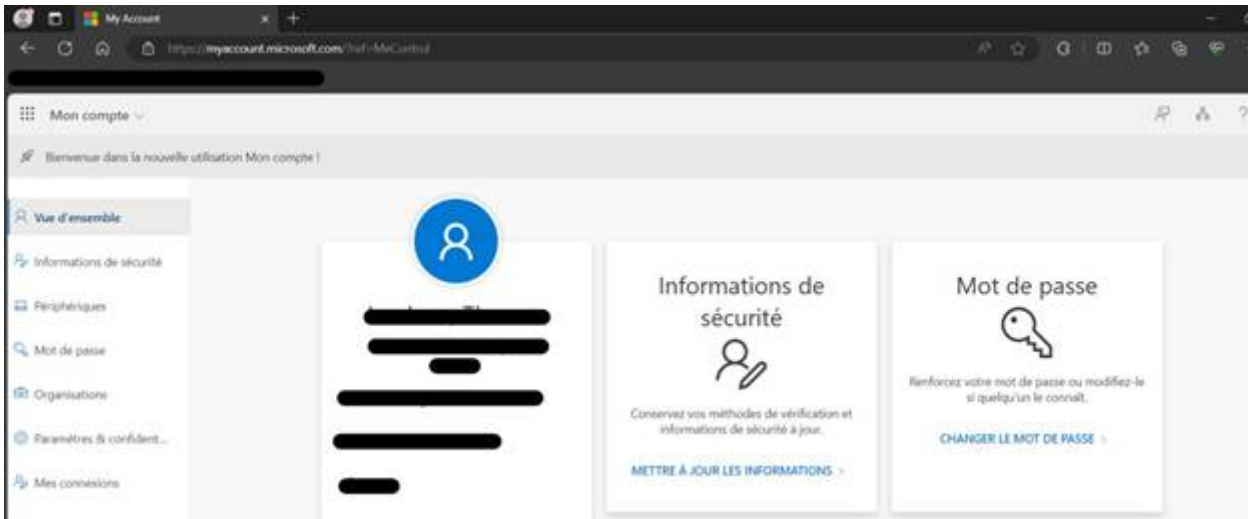 My Account
https://myaccount.microsoft.com/?ref=MeControl
Mon compte
Bienvenue dans la nouvelle utilisation Mon compte !
Vue d'ensemble
Informations de sécurité
Périphériques
Mot de passe
Organisations
Paramètres & confident...
Mes connexions
Informations de
sécurité
Conservez vos méthodes de vérification et
informations de sécurité à jour.
METTRE À JOUR LES INFORMATIONS >
Mot de passe
Renforcez votre mot de passe ou modifiez-le
si quelqu'un le connaît.
CHANGER LE MOT DE PASSE >